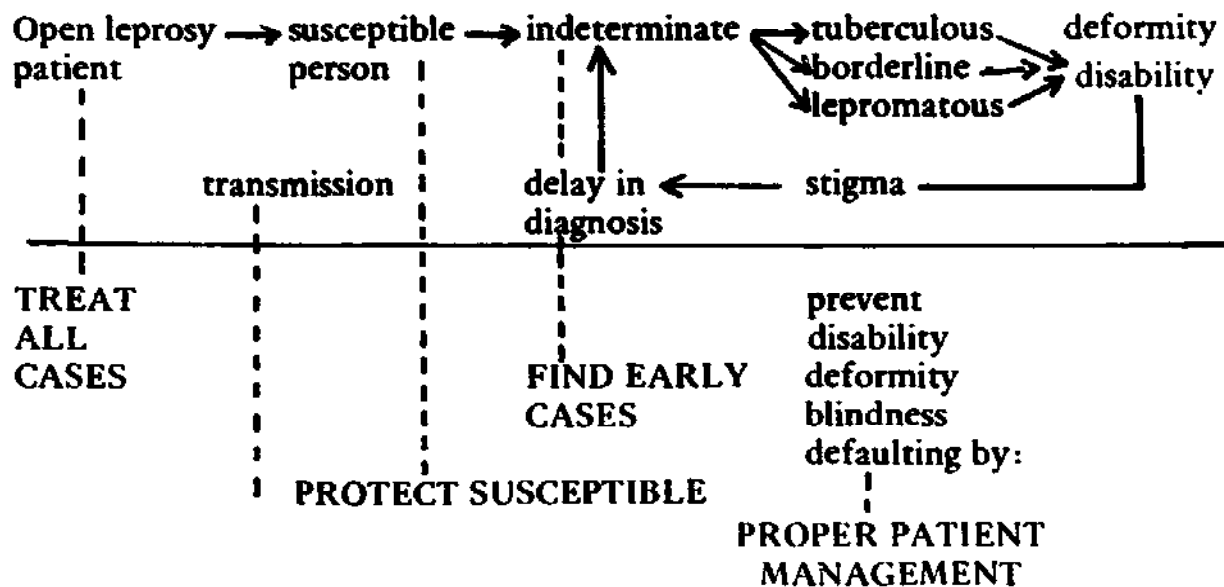 Open leprosy susceptible indeterminate tuberculous deformity
patient person borderline disability
lepromatous
transmission delay in stigma
diagnosis
TREAT prevent
ALL disability
CASES FIND EARLY deformity
CASES blindness
defaulting by:
PROTECT SUSCEPTIBLE
PROPER PATIENT
MANAGEMENT